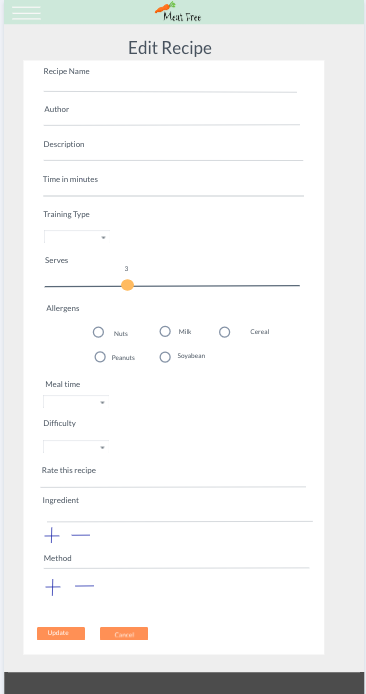 Meat Free
Edit Recipe
Recipe Name
Author
Description
Time in minutes
Training Type
Serves
3
Allergens
Nuts
Milk
Cereal
Peanuts
Soyabean
Meal time
Difficulty
Rate this recipe
Ingredient
Method
Update
Cancel